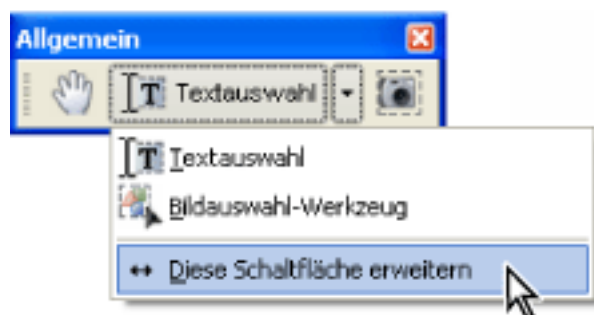 Allgemein
Textauswahl
Textauswahl
Bildauswahl-Werkzeug
Diese Schaltfläche erweitern